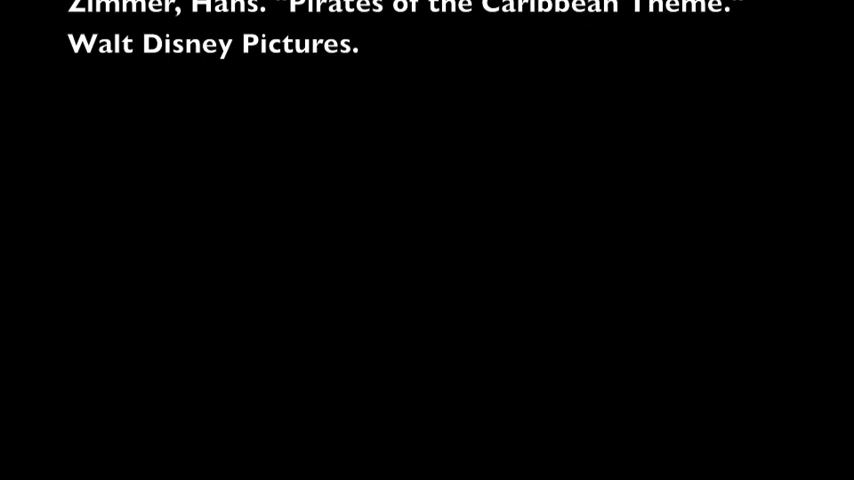 Zimmer, Hans. "Pirates of the Caribbean Theme."
Walt Disney Pictures.